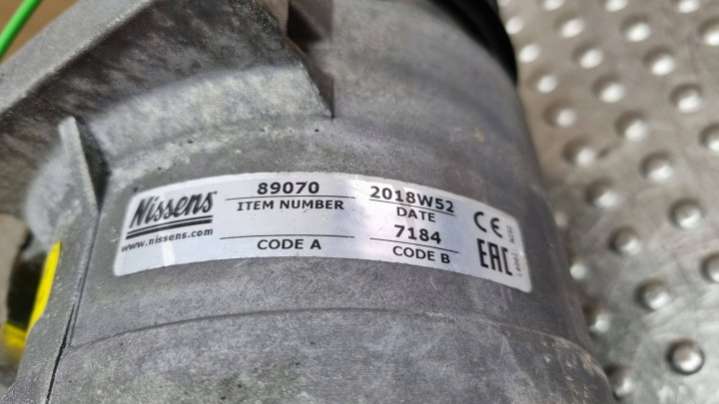 Nissens
www.nissens.com
89070
ITEM NUMBER
CODE A
2018W52
DATE
7184
CODE B
CE
EAC